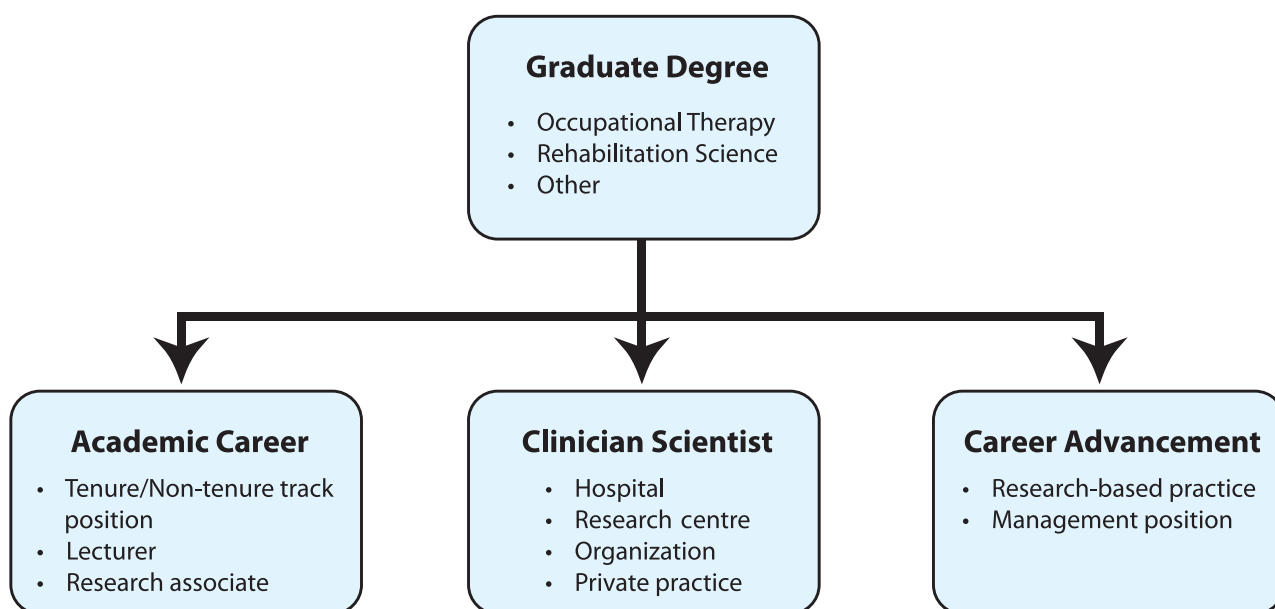 Graduate Degree
• Occupational Therapy
• Rehabilitation Science
• Other
Academic Career
• Tenure/Non-tenure track
position
• Lecturer
• Research associate
Clinician Scientist
• Hospital
• Research centre
• Organization
• Private practice
Career Advancement
• Research-based practice
• Management position